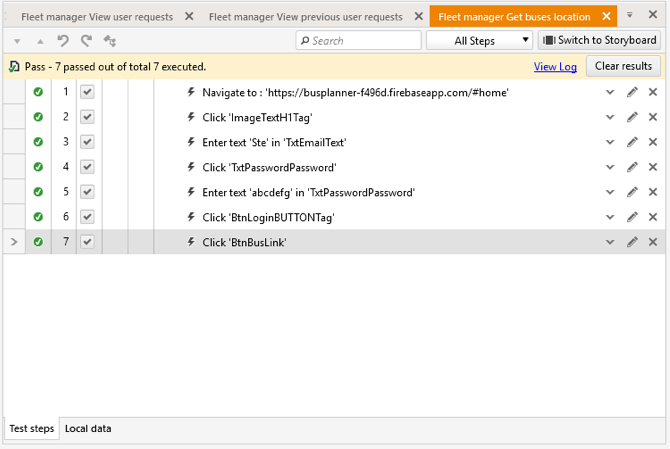 Fleet manager View user requests
Fleet manager View previous user requests
Fleet manager Get buses location
Search
All Steps
Switch to Storyboard
Pass - 7 passed out of total 7 executed.
View Log
Clear results
1 Navigate to : 'https://busplanner-f496d.firebaseapp.com/#home'
2 Click 'ImageTextH1Tag'
3 Enter text 'Ste' in 'TxtEmailText'
4 Click 'TxtPasswordPassword'
5 Enter text 'abcdefg' in 'TxtPasswordPassword'
6 Click 'BtnLoginBUTTONTag'
7 Click 'BtnBusLink'
Test steps
Local data